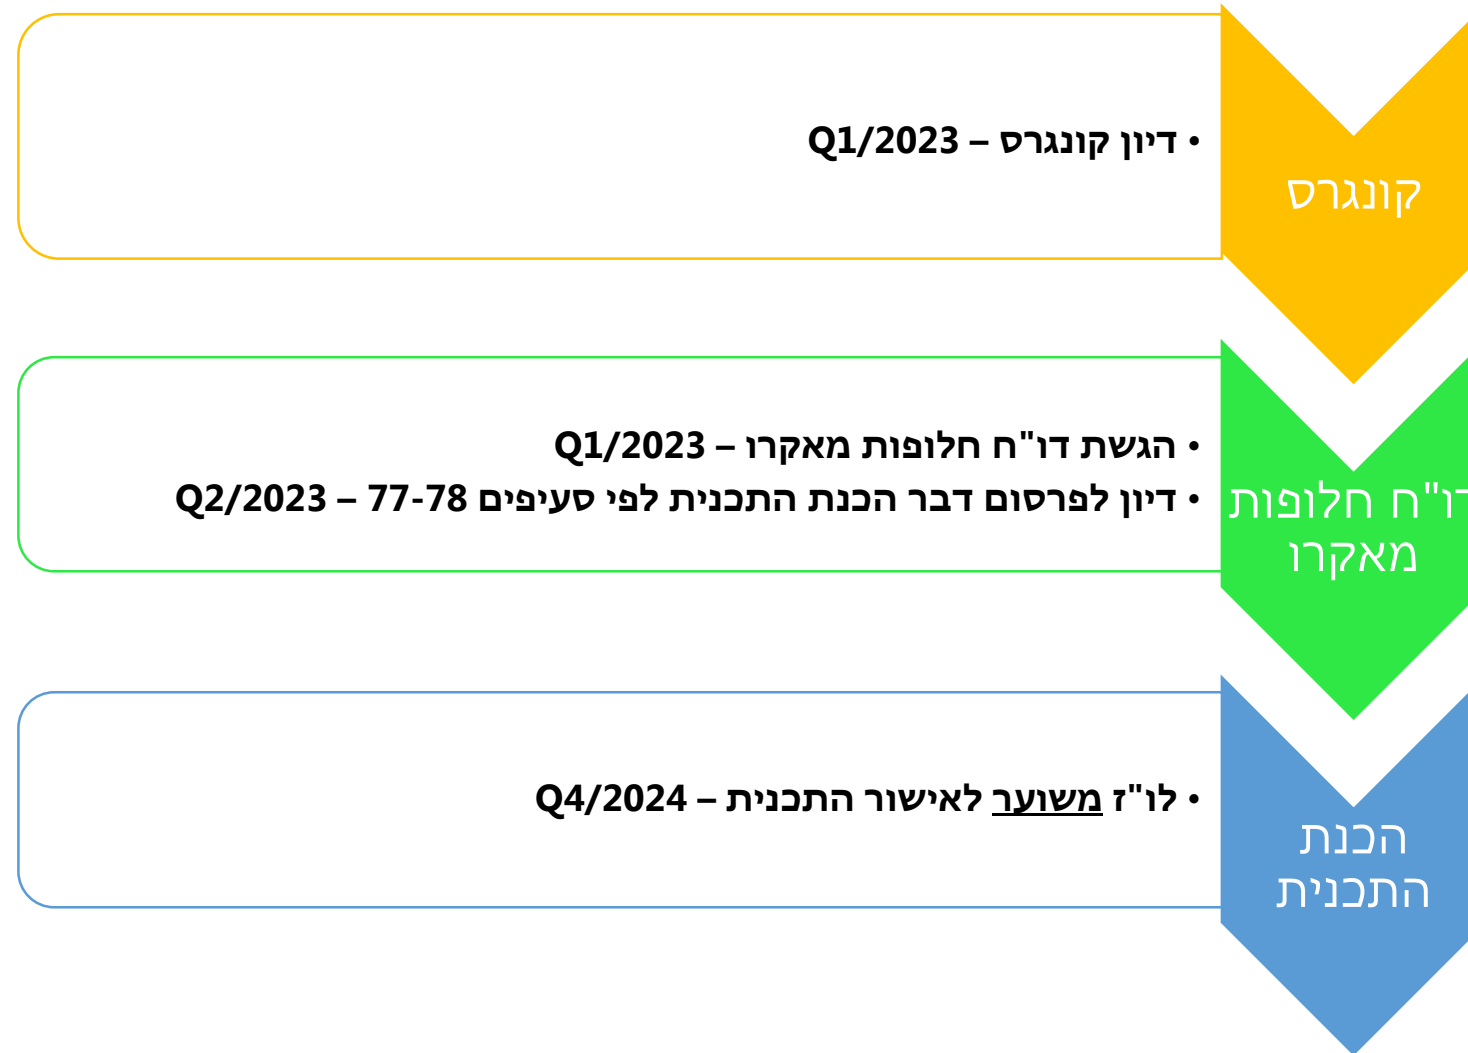 קונגרס
• דיון קונגרס – Q1/2023
דו"ח חלופות
מאקרו
• הגשת דו"ח חלופות מאקרו – Q1/2023
• דיון לפרסום דבר הכנת התכנית לפי סעיפים 77-78 – Q2/2023
הכנת
התכנית
• לו"ז משוער לאישור התכנית – Q4/2024